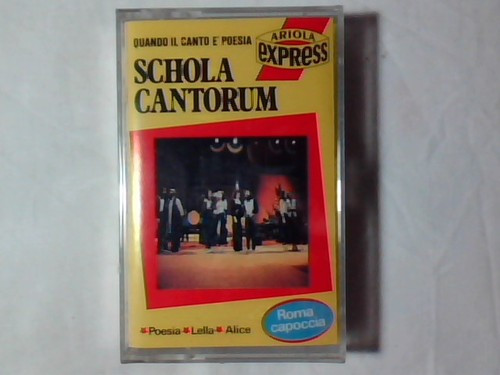 QUANDO IL CANTO E' POESIA
ARIOLA
EXPRESS
SCHOLA
CANTORUM
Poesia Lella Alice
Roma
capoccia